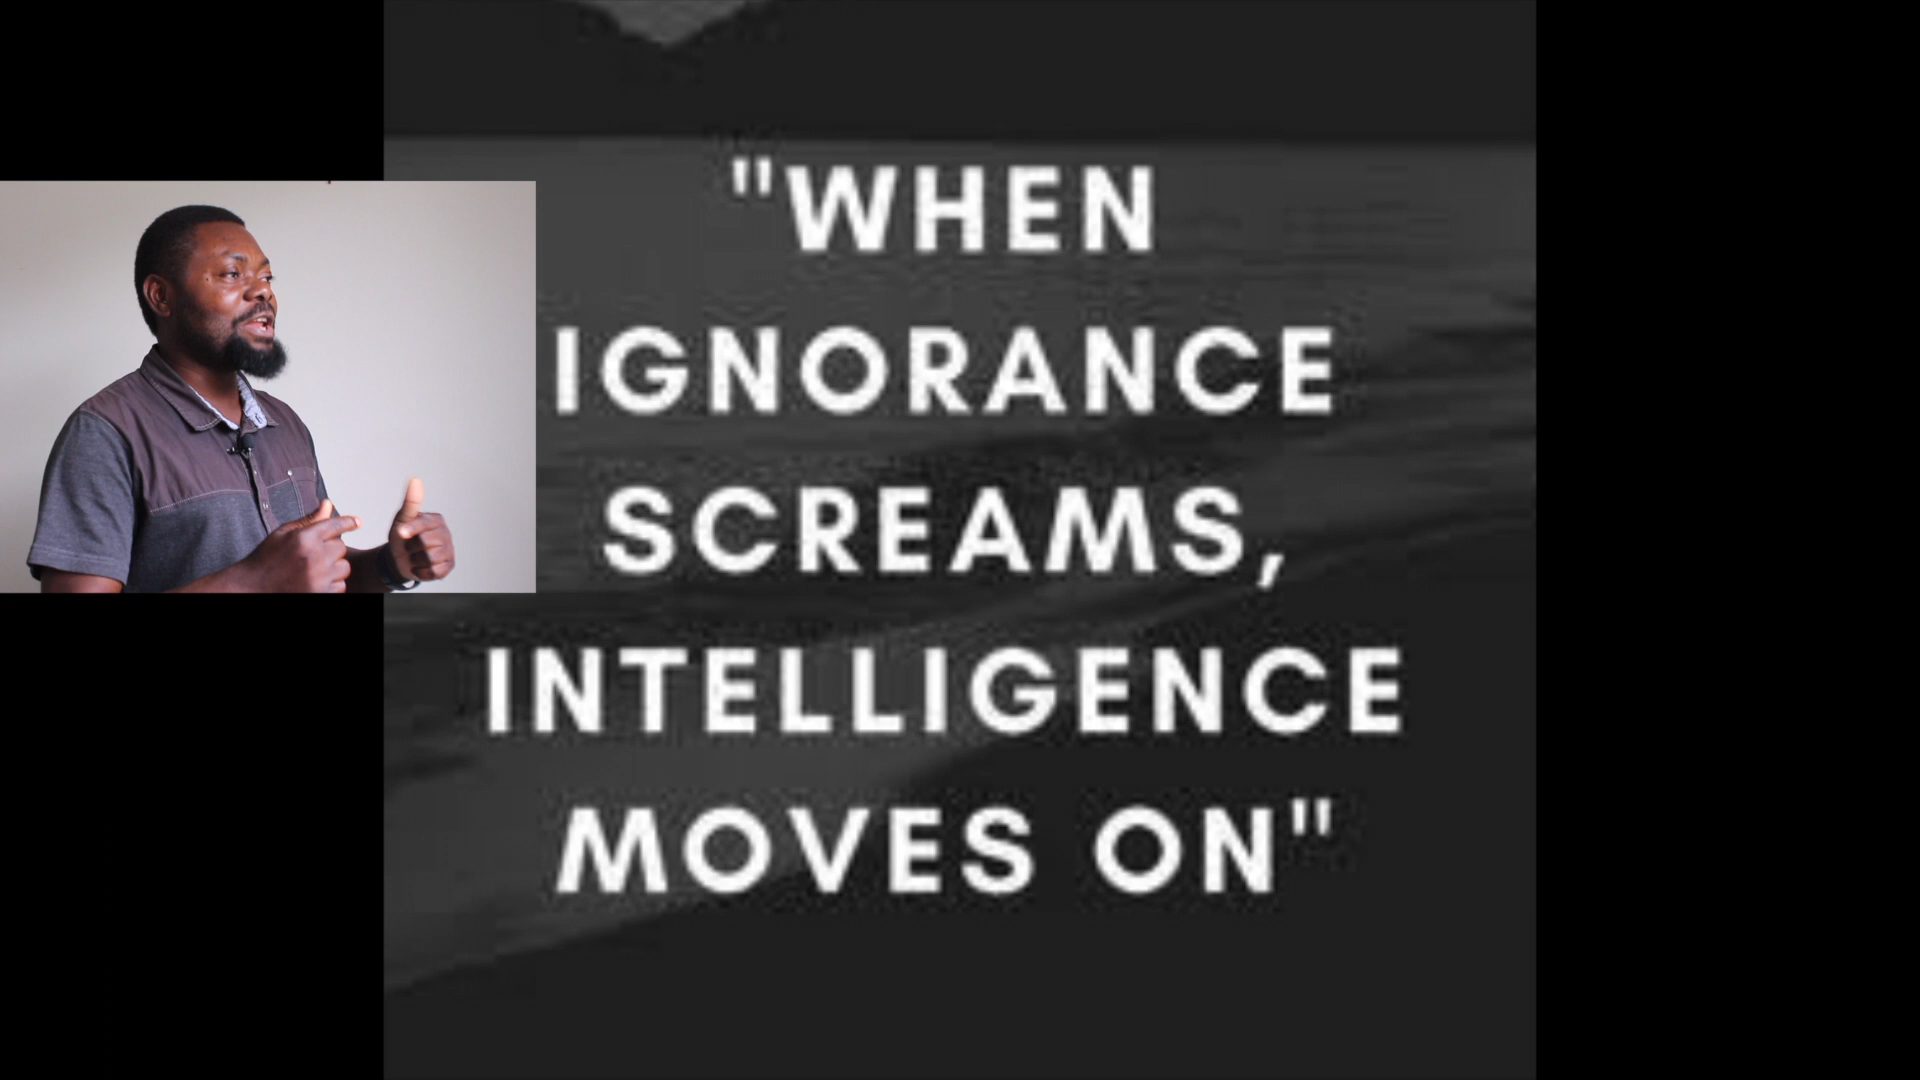 "WHEN
IGNORANCE
SCREAMS,
INTELLIGENCE
MOVES ON"